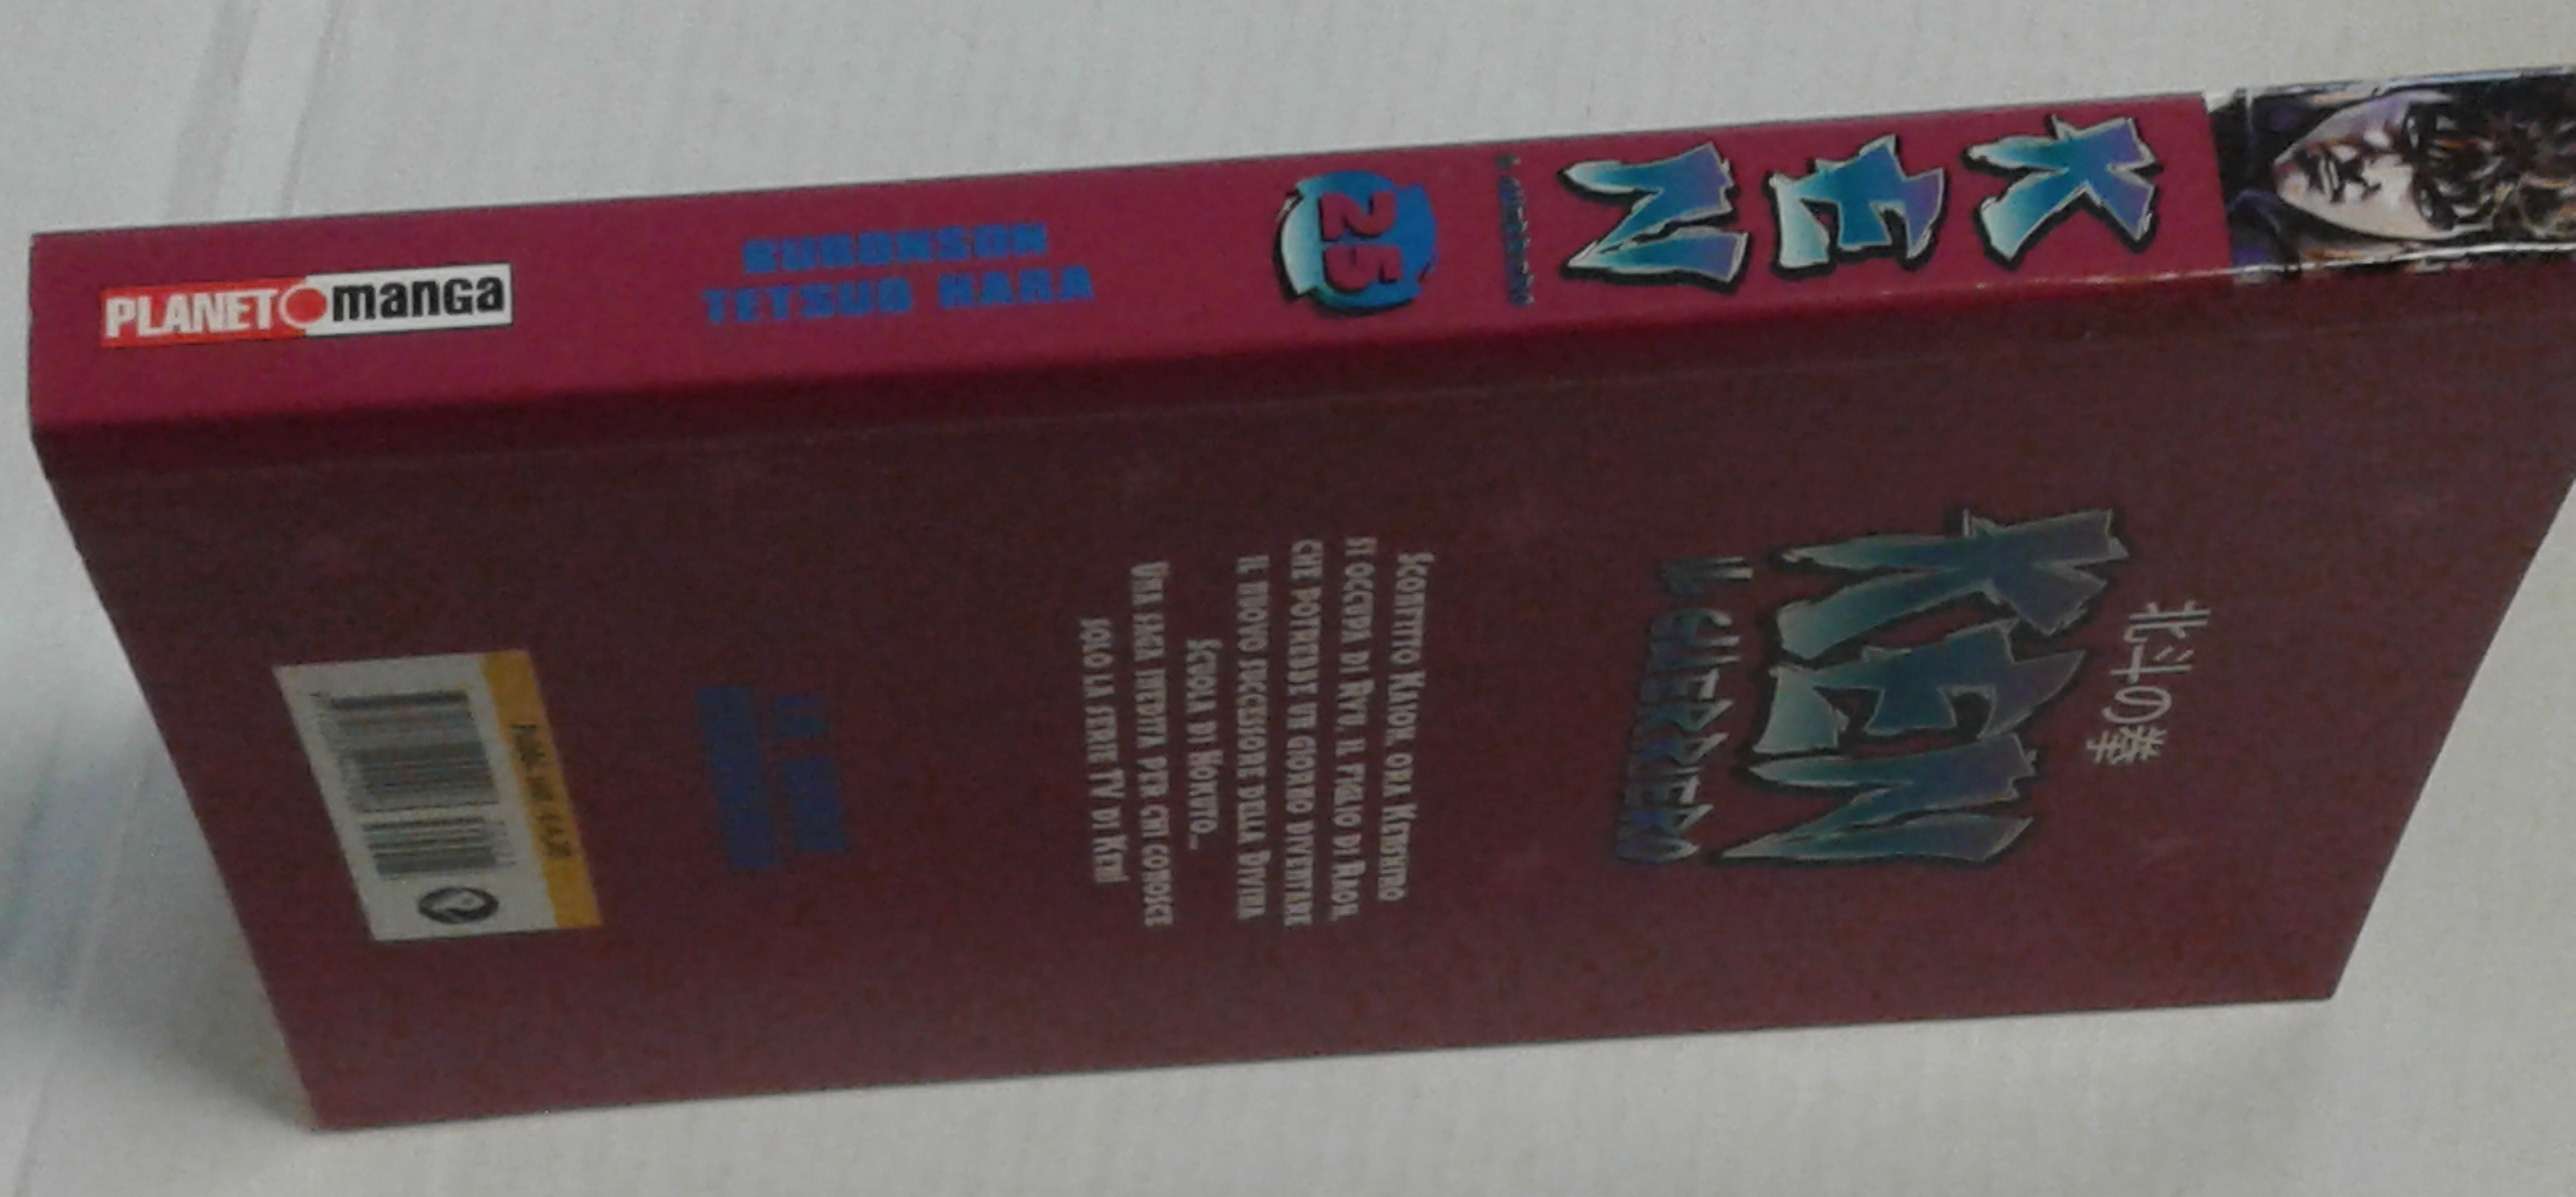 KEN
25
BURONSON
TETSUO HARA
PLANET manga
北斗の拳
KEN
IL GUERRIERO
SCONFITTO KAIOH, ORA KENSHIRO
SI OCCUPA DI RYU, IL FIGLIO DI RAOH,
CHE POTREBBE UN GIORNO DIVENTARE
IL NUOVO SUCCESSORE DELLA DIVINA
SCUOLA DI HOKUTO...
UNA SAGA INEDITA PER CHI CONOSCE
SOLO LA SERIE TV DI KEN!